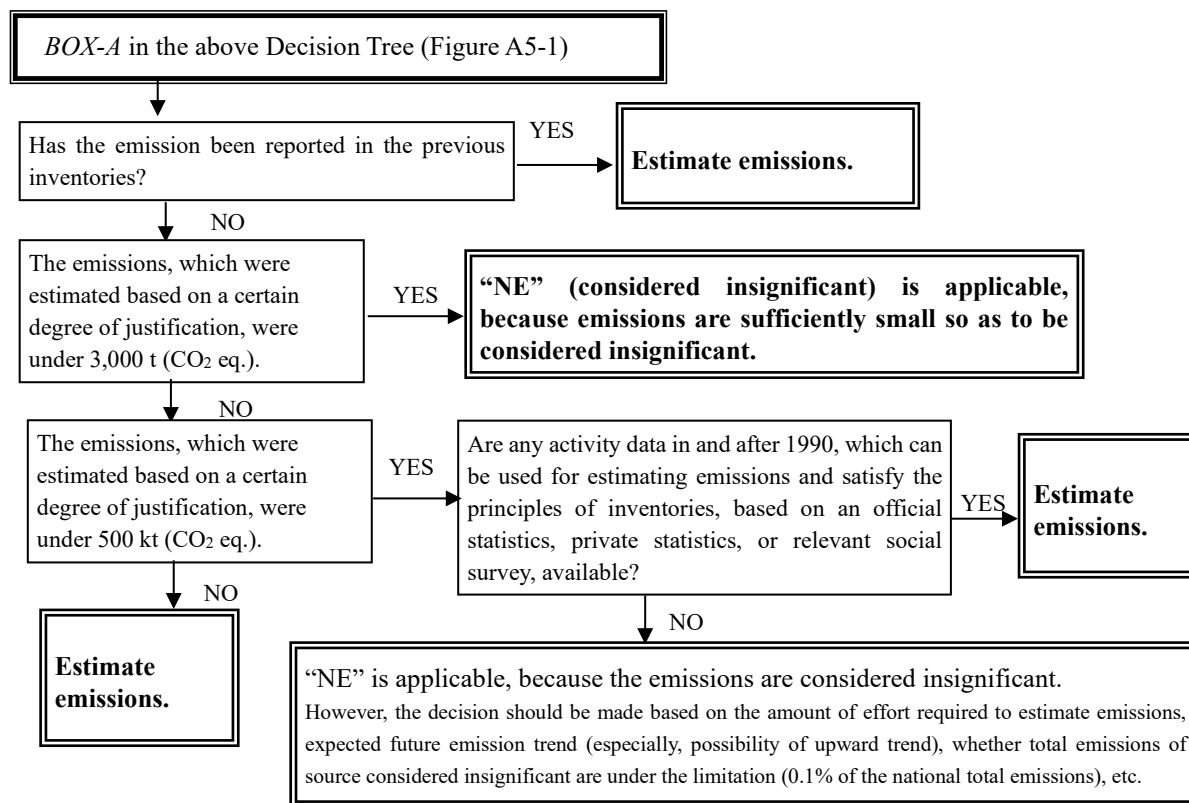 BOX-A in the above Decision Tree (Figure A5-1)
Has the emission been reported in the previous
inventories?
YES
Estimate emissions.
NO
The emissions, which were
estimated based on a certain
degree of justification, were
under 3,000 t (CO₂ eq.).
YES
“NE” (considered insignificant) is applicable,
because emissions are sufficiently small so as to be
considered insignificant.
NO
The emissions, which were
estimated based on a certain
degree of justification, were
under 500 kt (CO₂ eq.).
YES
Are any activity data in and after 1990, which can
be used for estimating emissions and satisfy the
principles of inventories, based on an official
statistics, private statistics, or relevant social
survey, available?
YES
Estimate
emissions.
NO
Estimate
emissions.
NO
“NE” is applicable, because the emissions are considered insignificant.
However, the decision should be made based on the amount of effort required to estimate emissions,
expected future emission trend (especially, possibility of upward trend), whether total emissions of
source considered insignificant are under the limitation (0.1% of the national total emissions), etc.